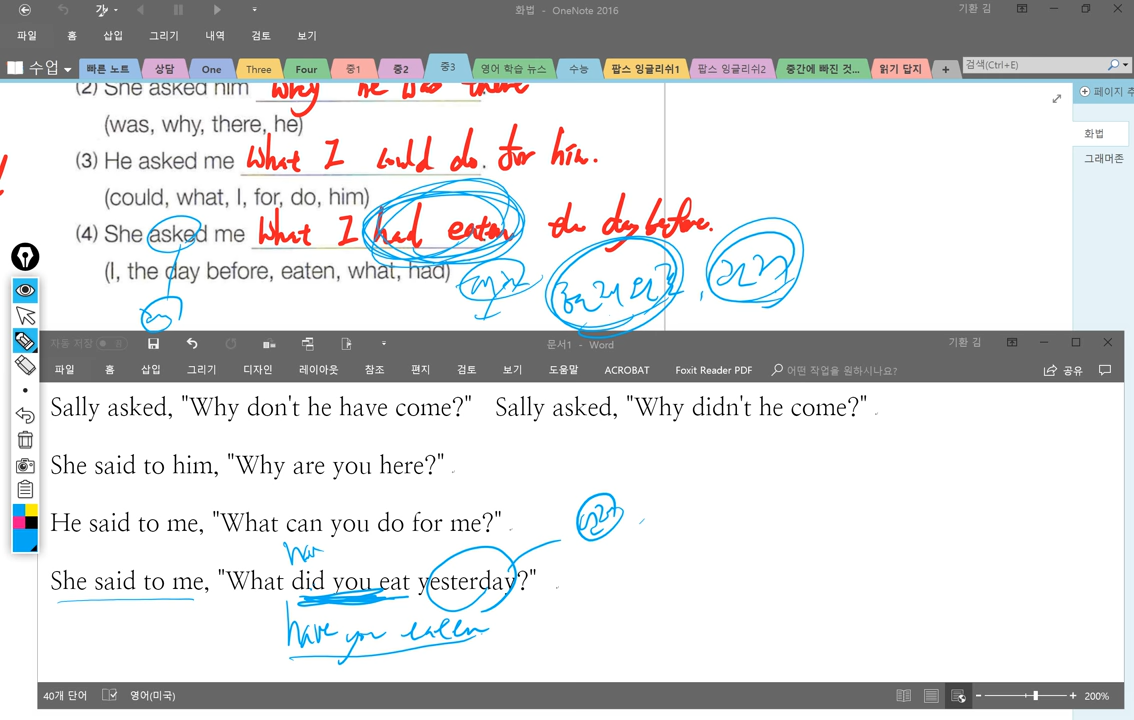 화법 - OneNote 2016
기환 김
파일 홈 삽입 그리기 내역 검토 보기
수업 빠른 노트 상담 One Three Four 중1 중2 중3 영어 학습 뉴스 수능 팝스 잉글리쉬1 팝스 잉글리쉬2 중간에 빠진 것... 읽기 답지 + 검색(Ctrl+E)
페이지 추
(2) She asked him why he was there
(was, why, there, he)
화법
(3) He asked me what I could do. for him.
그래머존
(could, what, I, for, do, him)
(4) She asked me what I had eaten the day before.
(I, the day before, eaten, what, had)
자동 저장
문서1 - Word
기환 김
파일 홈 삽입 그리기 디자인 레이아웃 참조 편지 검토 보기 도움말 ACROBAT Foxit Reader PDF 어떤 작업을 원하시나요? 공유
Sally asked, "Why don't he have come?" Sally asked, "Why didn't he come?"
She said to him, "Why are you here?"
He said to me, "What can you do for me?"
She said to me, "What did you eat yesterday?"
have you eaten
40개 단어 영어(미국) 200%